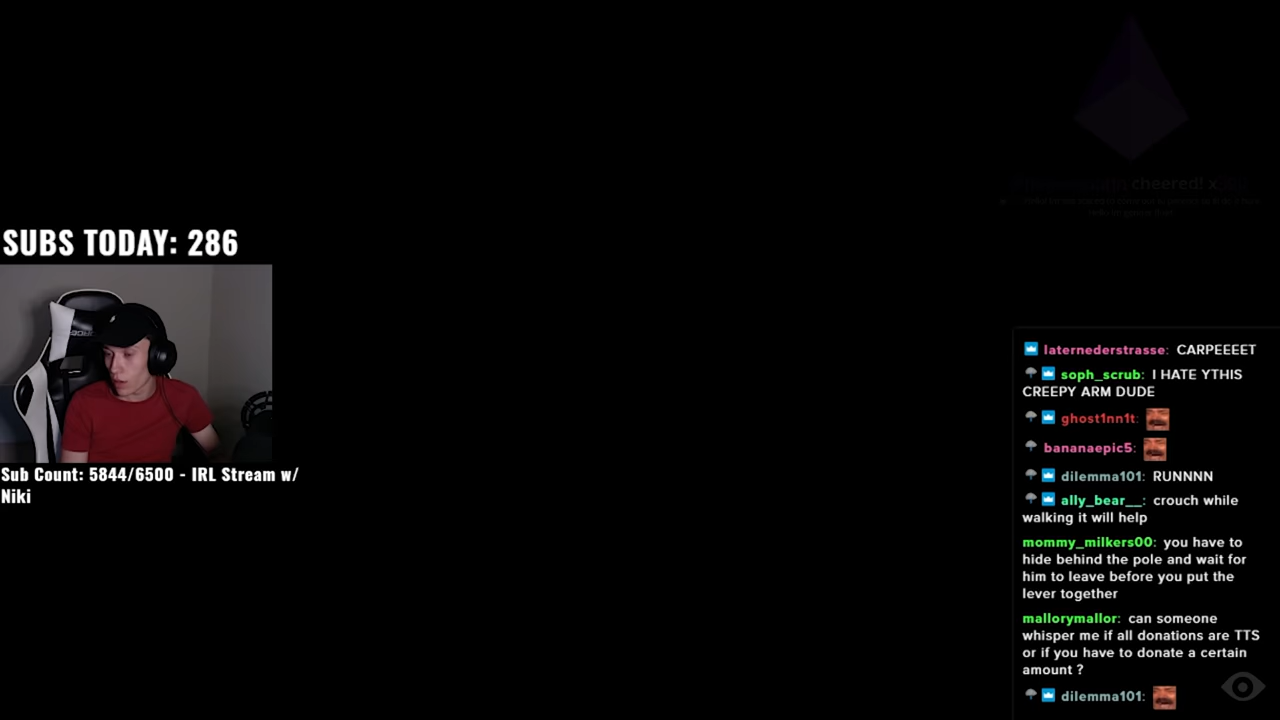 cheered! x
SUBS TODAY: 286
Sub Count: 5844/6500 - IRL Stream w/
Niki
laternederstrasse: CARPEEEET
soph_scrub: I HATE YTHIS
CREEPY ARM DUDE
ghost1nn1t:
bananaepic5:
dilemma101: RUNNNN
ally_bear__: crouch while
walking it will help
mommy_milkers00: you have to
hide behind the pole and wait for
him to leave before you put the
lever together
mallorymallor: can someone
whisper me if all donations are TTS
or if you have to donate a certain
amount ?
dilemma101: